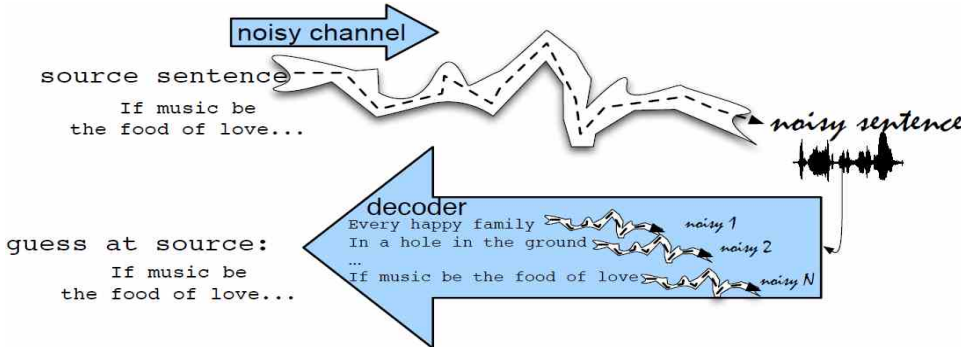 noisy channel
source sentence
If music be
the food of love...
noisy sentence
decoder
Every happy family
noisy 1
In a hole in the ground
noisy 2
...
If music be the food of love
noisy N
guess at source:
If music be
the food of love...